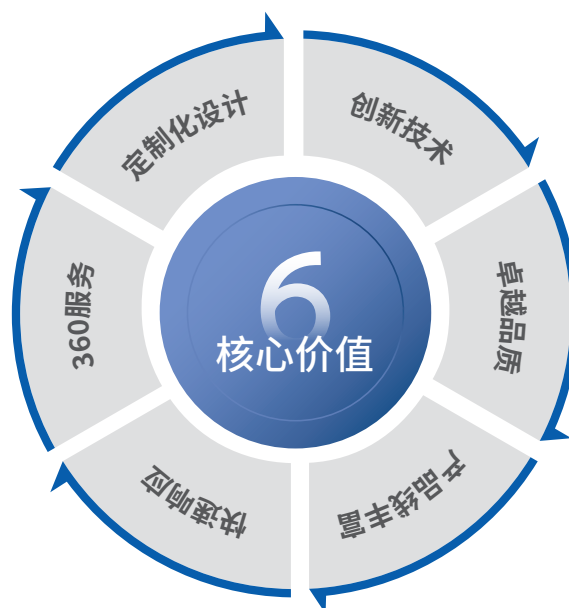 定制化设计
创新技术
卓越品质
产品线丰富
快速响应
360服务
6
核心价值